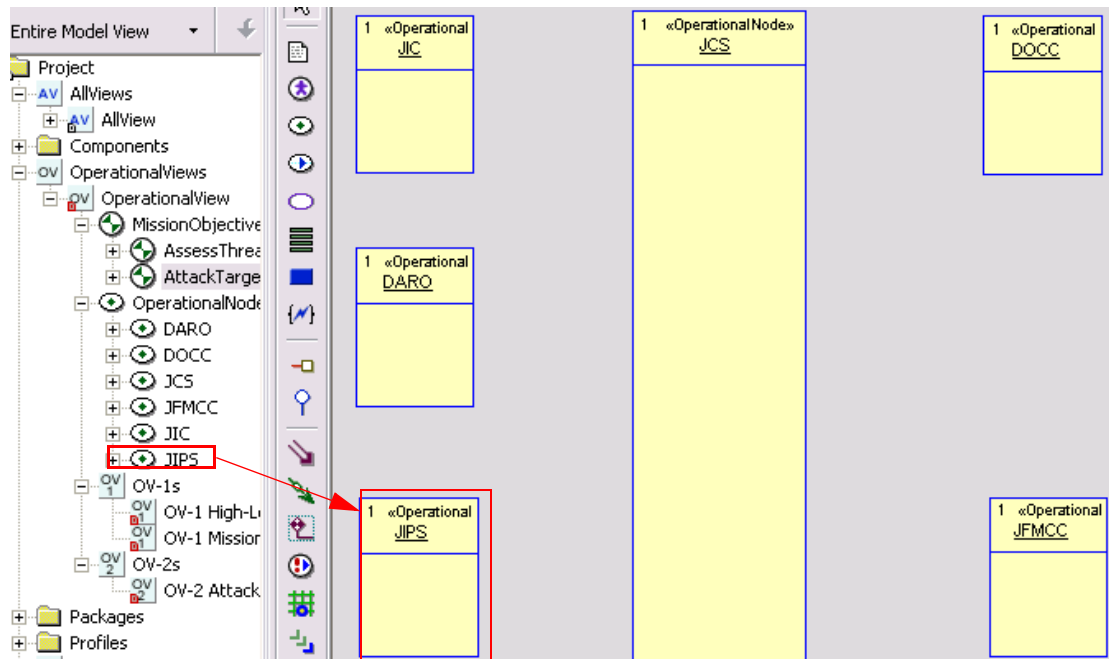 Entire Model View
Project
AV AllViews
AV AllView
Components
OV OperationalViews
OV OperationalView
MissionObjective
AssessThrea
AttackTarge
OperationalNode
DARO
DOCC
JCS
JFMCC
JIC
JIPS
OV 1 OV-1s
OV 1 OV-1 High-L
OV 1 OV-1 Mission
OV 2 OV-2s
OV 2 OV-2 Attack
Packages
Profiles
1 «Operational
JIC
1 «OperationalNode»
JCS
1 «Operational
DOCC
1 «Operational
DARO
1 «Operational
JIPS
1 «Operational
JFMCC